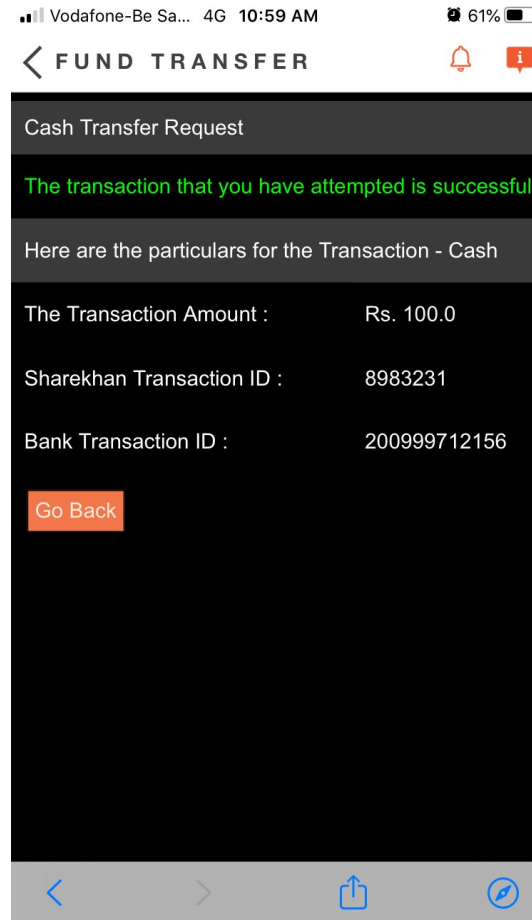 Vodafone-Be Sa... 4G 10:59 AM 61%
FUND TRANSFER
i
Cash Transfer Request
The transaction that you have attempted is successful
Here are the particulars for the Transaction - Cash
The Transaction Amount : Rs. 100.0
Sharekhan Transaction ID : 8983231
Bank Transaction ID : 200999712156
Go Back